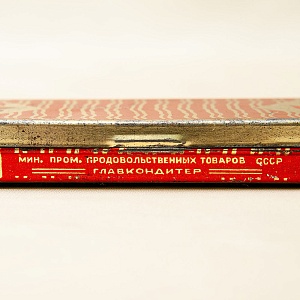 МИН. ПРОМ. ПРОДОВОЛЬСТВЕННЫХ ТОВАРОВ СССР
ГЛАВКОНДИТЕР